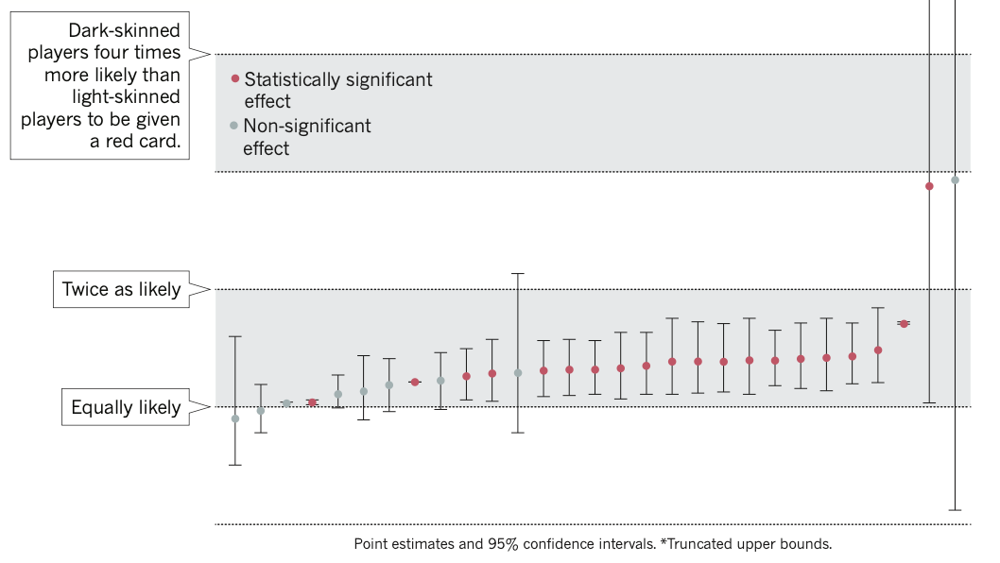 Dark-skinned
players four times
more likely than
light-skinned
players to be given
a red card.
Statistically significant
effect
Non-significant
effect
Twice as likely
Equally likely
Point estimates and 95% confidence intervals. *Truncated upper bounds.